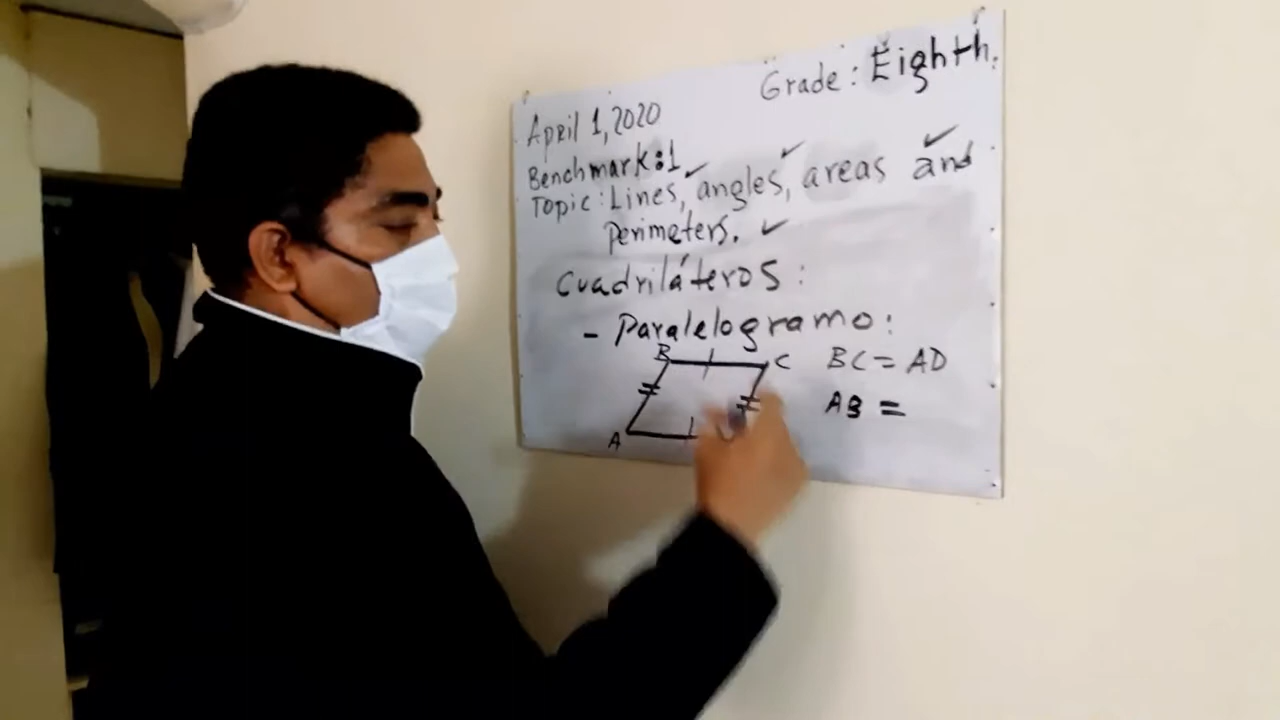 Grade: Eighth.
April 1, 2020
Benchmark:1
Topic: Lines, angles, areas and
Perimeters.
Cuadriláteros:
- Paralelogramo:
B C BC = AD
AB =
A